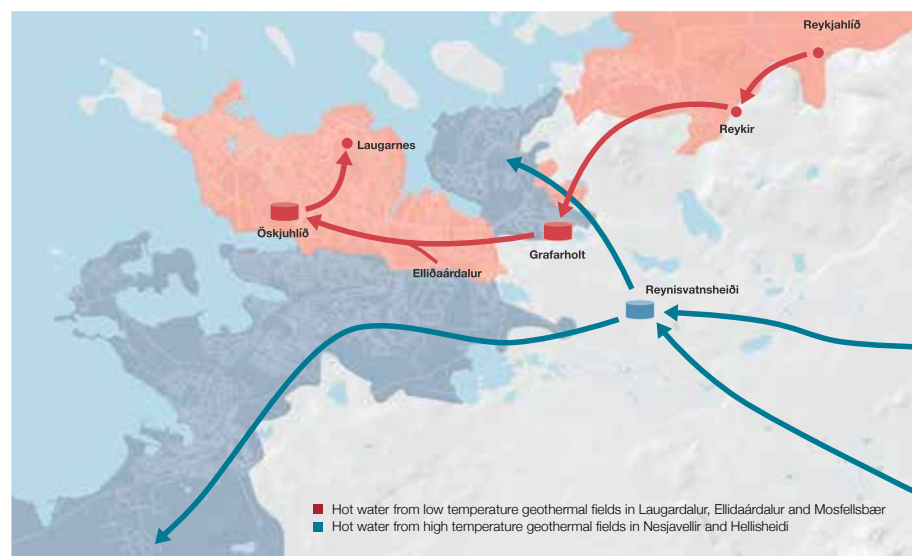 Reykjahlíð
Reykir
Laugarnes
Öskjuhlíð
Grafarholt
Elliðaárdalur
Reynisvatnsheiði
Hot water from low temperature geothermal fields in Laugardalur, Ellidaárdalur and Mosfellsbær
Hot water from high temperature geothermal fields in Nesjavellir and Hellisheidi